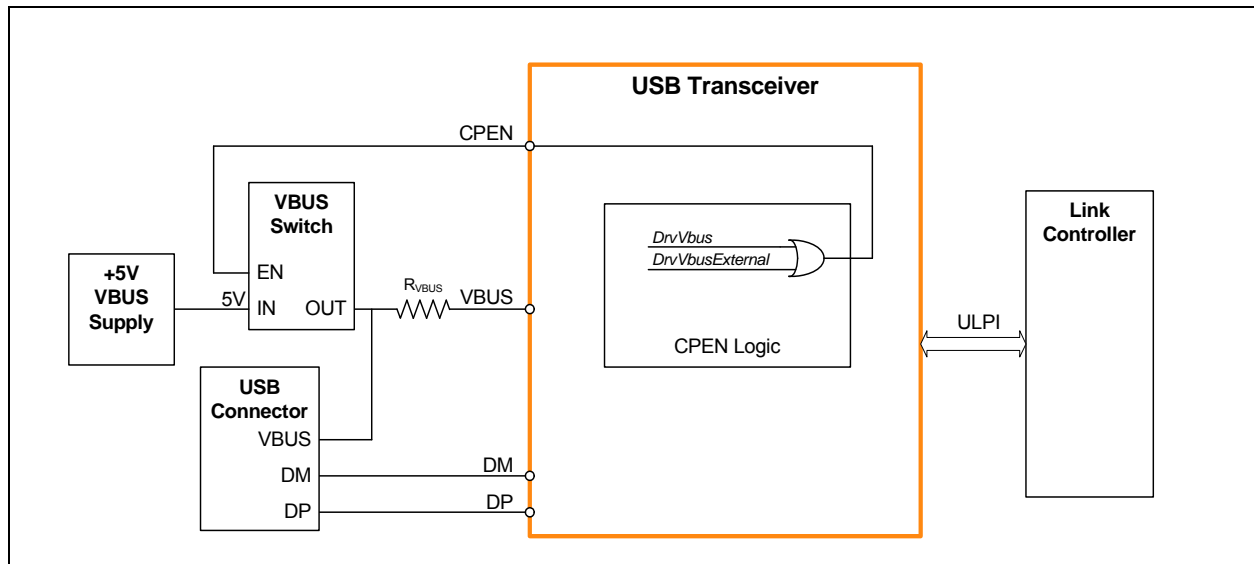 USB Transceiver
CPEN
VBUS
Switch
EN
IN
OUT
+5V
VBUS
Supply
5V
RVBUS
VBUS
DrvVbus
DrvVbusExternal
CPEN Logic
ULPI
Link
Controller
USB
Connector
VBUS
DM
DP
DM
DP